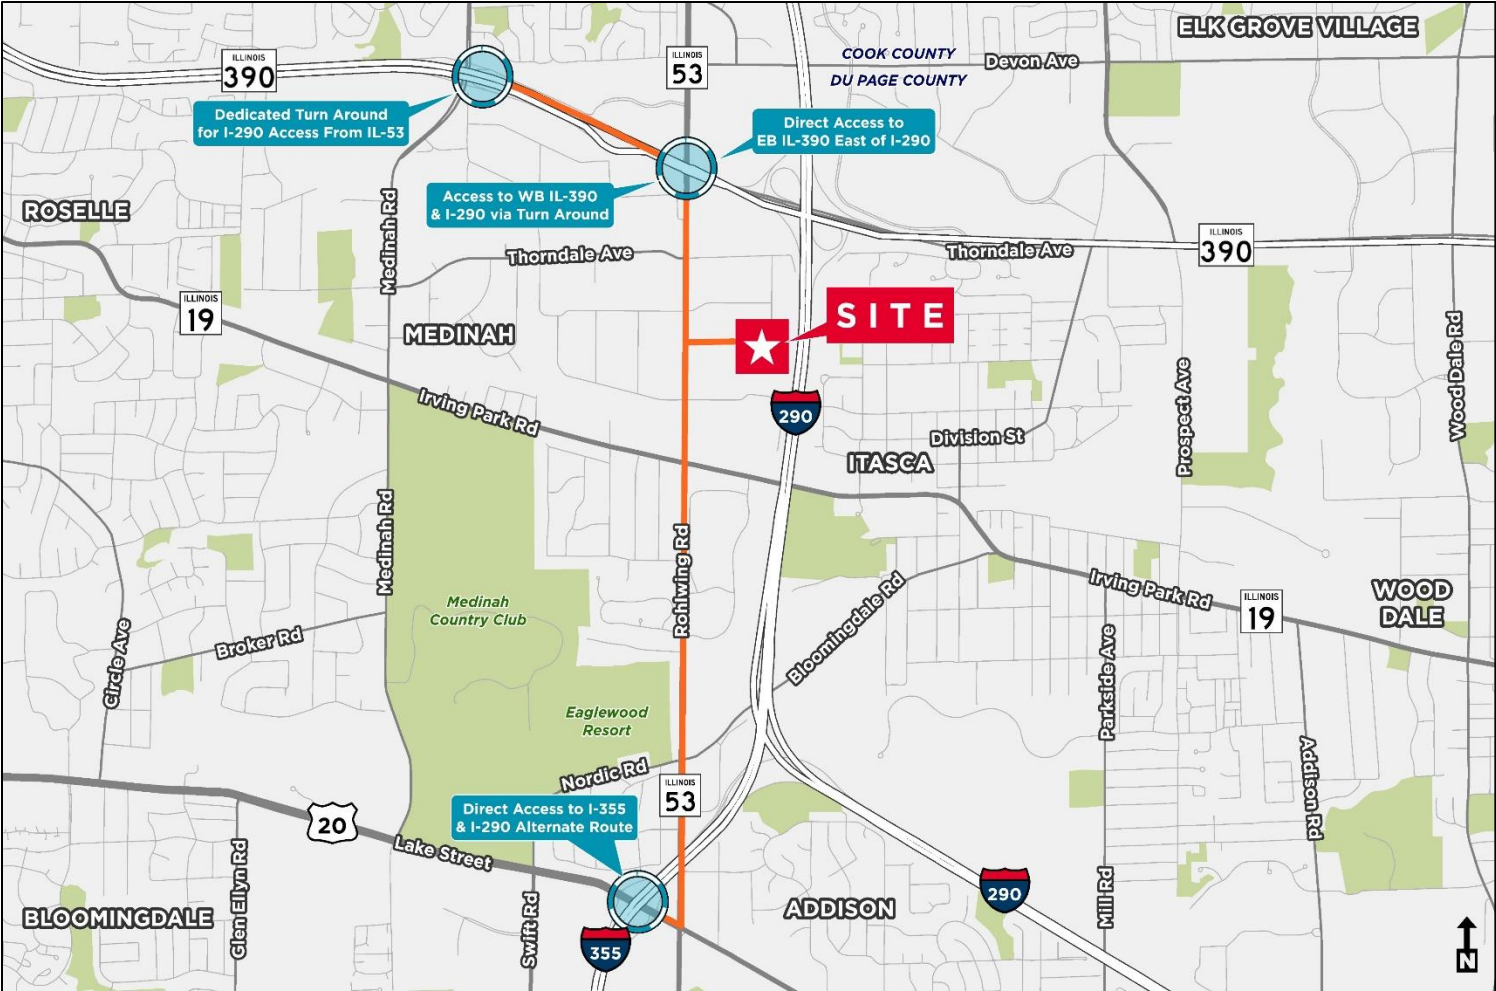 ELK GROVE VILLAGE
COOK COUNTY
DU PAGE COUNTY
Devon Ave
ILLINOIS
390
ILLINOIS
53
Dedicated Turn Around
for I-290 Access From IL-53
Direct Access to
EB IL-390 East of I-290
Access to WB IL-390
& I-290 via Turn Around
ROSELLE
Medinah Rd
Thorndale Ave
Thorndale Ave
ILLINOIS
390
ILLINOIS
19
MEDINAH
SITE
Wood Dale Rd
Prospect Ave
Irving Park Rd
290
Division St
ITASCA
Medinah Rd
Rohlwing Rd
Medinah
Country Club
Bloomingdale Rd
Irving Park Rd
ILLINOIS
19
WOOD
DALE
Circle Ave
Broker Rd
Parkside Ave
Eaglewood
Resort
Nordic Rd
ILLINOIS
53
Addison Rd
Direct Access to I-355
& I-290 Alternate Route
20
Lake Street
Glen Ellyn Rd
Swift Rd
290
Mill Rd
BLOOMINGDALE
ADDISON
355
N